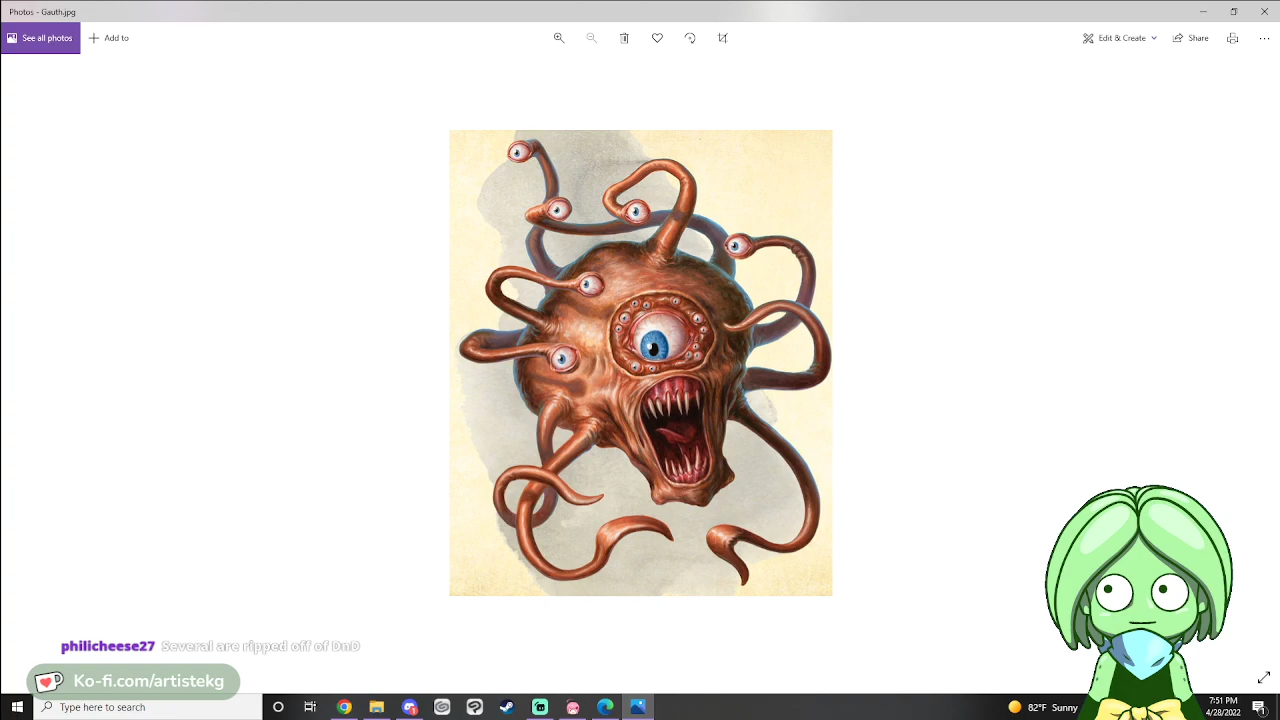 Photos - Gauth.jpg
See all photos
Add to
Edit & Create
Share
philicheese27 Several are ripped off of DnD
Ko-fi.com/artistekg
Type here to search
82°F Sunny
7:51 PM
4/28/2022
1